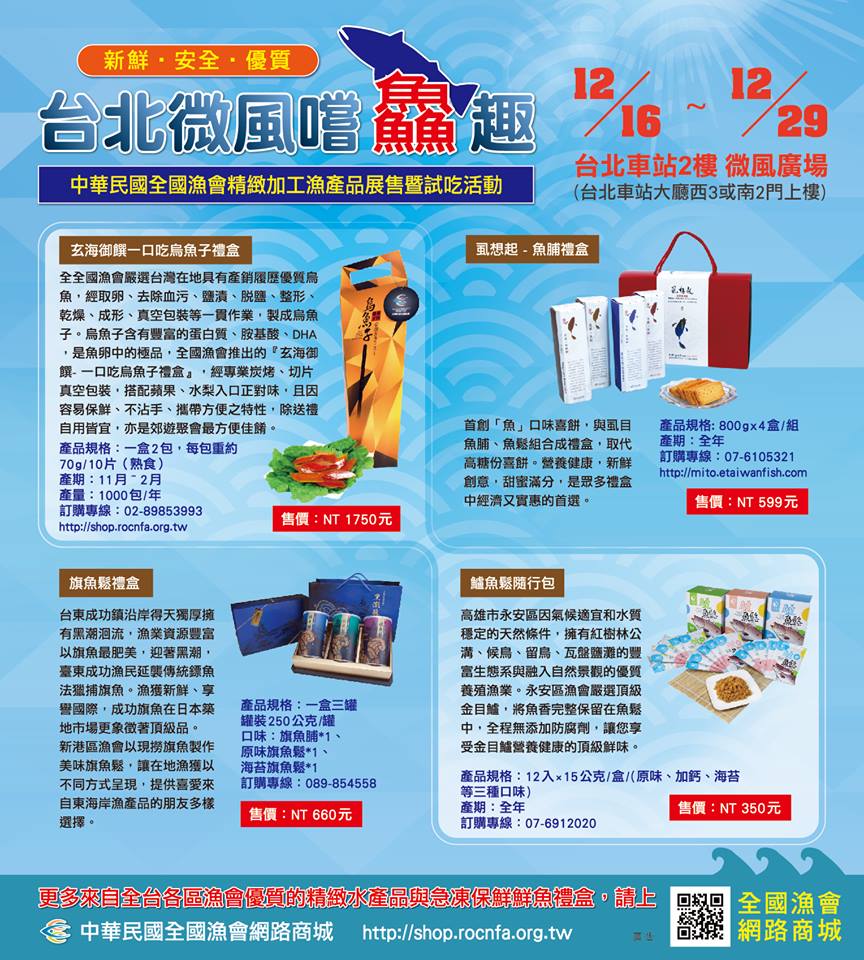 新鮮・安全・優質
台北微風嚐鱻趣
中華民國全國漁會精緻加工漁產品展售暨試吃活動
12/16 ~ 12/29
台北車站2樓 微風廣場
(台北車站大廳西3或南2門上樓)
玄海御饌一口吃烏魚子禮盒
全全國漁會嚴選台灣在地具有產銷履歷優質烏
魚，經取卵、去除血污、鹽漬、脫鹽、整形、
乾燥、成形、真空包裝等一貫作業，製成烏魚
子。烏魚子含有豐富的蛋白質、胺基酸、DHA
，是魚卵中的極品，全國漁會推出的『玄海御
饌- 一口吃烏魚子禮盒』，經專業炭烤、切片
真空包裝，搭配蘋果、水梨入口正對味，且因
容易保鮮、不沾手、攜帶方便之特性，除送禮
自用皆宜，亦是郊遊聚會最方便佳餚。
產品規格：一盒2包，每包重約
70g/10片（熟食）
產期：11月~2月
產量：1000包/年
訂購專線：02-89853993
http://shop.rocnfa.org.tw
烏魚子
售價：NT 1750元
虱想起 - 魚脯禮盒
虱想起
首創「魚」口味喜餅，與虱目
魚脯、魚鬆組合成禮盒，取代
高糖份喜餅。營養健康，新鮮
創意，甜蜜滿分，是眾多禮盒
中經濟又實惠的首選。
產品規格: 800gx4盒/組
產期：全年
訂購專線：07-6105321
http://mito.etaiwanfish.com
售價：NT 599元
旗魚鬆禮盒
台東成功鎮沿岸得天獨厚擁
有黑潮洄流，漁業資源豐富
以旗魚最肥美，迎著黑潮，
臺東成功漁民延襲傳統鏢魚
法獵捕旗魚。漁獲新鮮、享
譽國際，成功旗魚在日本築
地市場更象徵著頂級品。
新港區漁會以現撈旗魚製作
美味旗魚鬆，讓在地漁獲以
不同方式呈現，提供喜愛來
自東海岸漁產品的朋友多樣
選擇。
產品規格：一盒三罐
罐裝250公克/罐
口味：旗魚脯*1、
原味旗魚鬆*1、
海苔旗魚鬆*1
訂購專線：089-854558
售價：NT 660元
鱸魚鬆隨行包
高雄市永安區因氣候適宜和水質
穩定的天然條件，擁有紅樹林公
溝、候鳥、留鳥、瓦盤鹽灘的豐
富生態系與融入自然景觀的優質
養殖漁業。永安區漁會嚴選頂級
金目鱸，將魚香完整保留在魚鬆
中，全程無添加防腐劑，讓您享
受金目鱸營養健康的頂級鮮味。
產品規格：12入×15公克/盒/(原味、加鈣、海苔
等三種口味)
產期：全年
訂購專線：07-6912020
售價：NT 350元
更多來自全台各區漁會優質的精緻水產品與急凍保鮮鮮魚禮盒，請上
中華民國全國漁會網路商城 http://shop.rocnfa.org.tw
廣告
全國漁會
網路商城